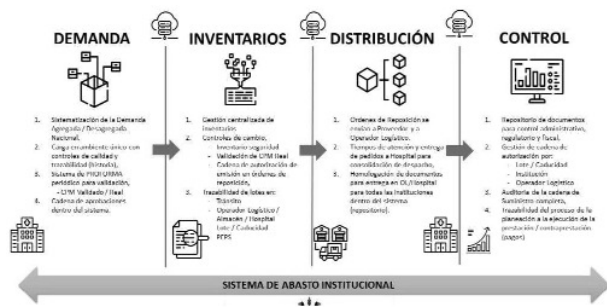 DEMANDA
1. Sistematización de la Demanda
Agregada / Desagregada
Nacional.
2. Carga en ambiente único con
controles de calidad y
trazabilidad (historia),
3. Sistema de PROFORMA
periódico para validación,
- CPM Validado / Real
4. Cadena de aprobaciones
dentro del sistema.
INVENTARIOS
1. Gestión centralizada de
inventarios
2. Controles de cambio,
- Inventario seguridad
- Validación de CPM Real
- Cadena de autorización de
emisión en órdenes de
reposición,
3. Trazabilidad de lotes en:
- Tránsito
- Operador Logístico /
Almacén / Hospital
- Lote / Caducidad
- PEPS
DISTRIBUCIÓN
1. Ordenes de Reposición se
envían a Proveedor y a
Operador Logístico.
2. Tiempos de atención y entrega
de pedidos a Hospital para
consolidación de despacho,
3. Homologación de documentos
para entrega en OL/Hospital
para todas las Instituciones
dentro del sistema
(repositorio).
CONTROL
1. Repositorio de documentos
para control administrativo,
regulatorio y fiscal,
2. Gestión de cadena de
autorización por:
- Lote / Caducidad
- Institución
- Operador Logístico
3. Auditoría de la cadena de
Suministro completa,
4. Trazabilidad del proceso de la
planeación a la ejecución de la
prestación / contraprestación
(pagos)
SISTEMA DE ABASTO INSTITUCIONAL